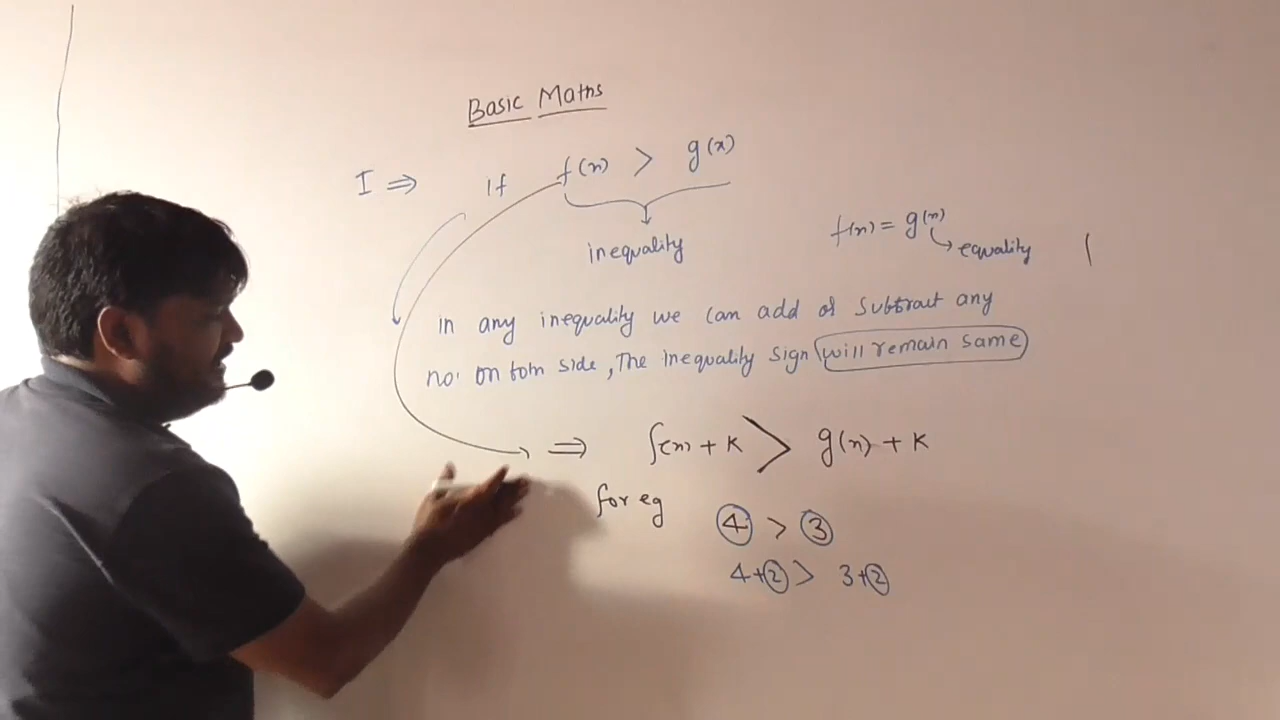 Basic Maths
I ⇒ if f(x) > g(x)
inequality
f(x) = g(x)
equality
in any inequality we can add or subtract any
no. on both side, The inequality sign will remain same
⇒ f(x) + K > g(x) + K
for eg
4 > 3
4+2 > 3+2